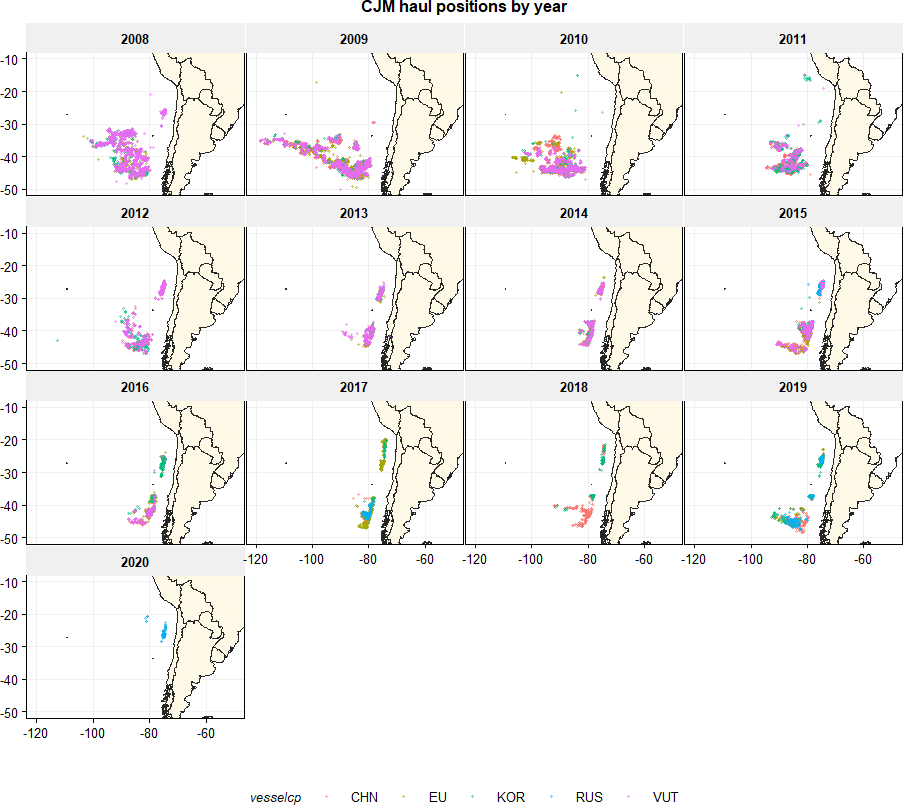 CJM haul positions by year
2008 2009 2010 2011
-10
-20
-30
-40
-50
2012 2013 2014 2015
-10
-20
-30
-40
-50
2016 2017 2018 2019
-10
-20
-30
-40
-50
2020 -120 -100 -80 -60 -120 -100 -80 -60 -120 -100 -80 -60
-10
-20
-30
-40
-50
-120 -100 -80 -60
vesselcp CHN EU KOR RUS VUT